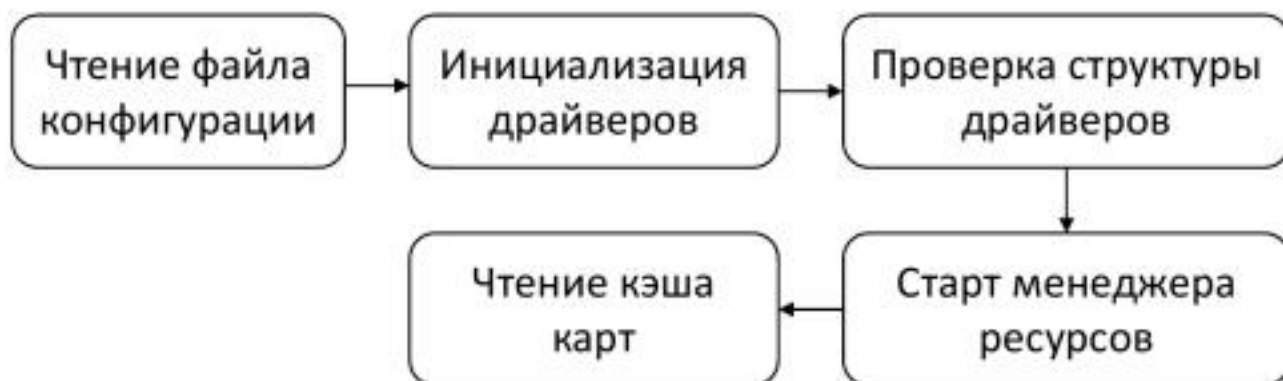 Чтение файла
конфигурации
Инициализация
драйверов
Проверка структуры
драйверов
Старт менеджера
ресурсов
Чтение кэша
карт